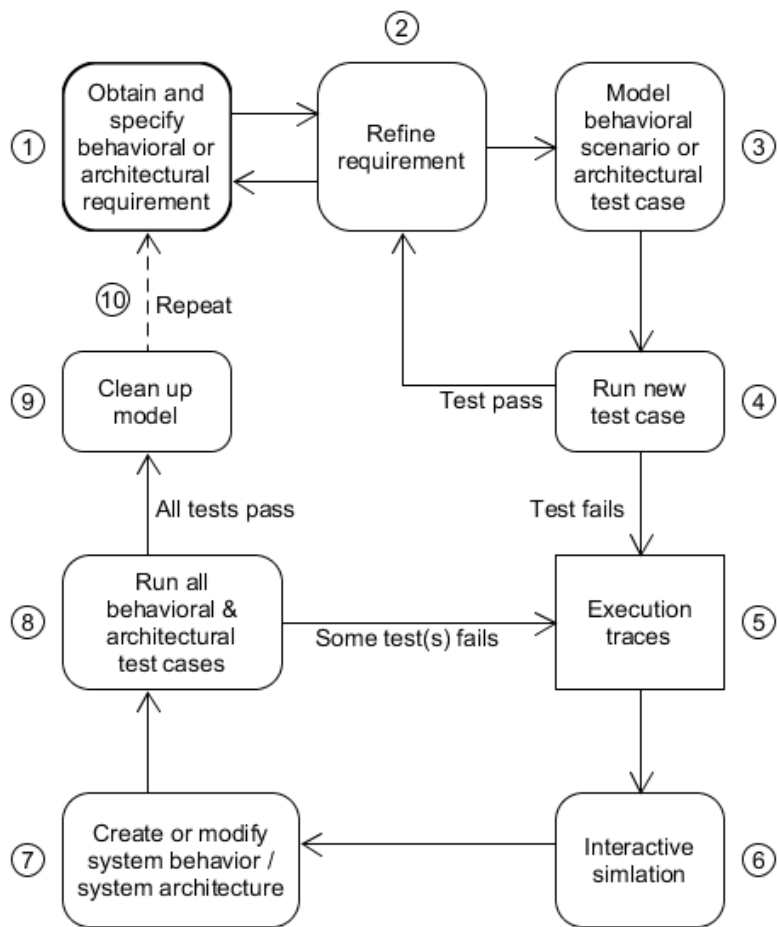 ②
Obtain and
specify
behavioral or
architectural
requirement
①
Refine
requirement
Model
behavioral
scenario or
architectural
test case
③
⑩
Repeat
Clean up
model
⑨
Test pass
Run new
test case
④
All tests pass
Test fails
Run all
behavioral &
architectural
test cases
⑧
Some test(s) fails
Execution
traces
⑤
Create or modify
system behavior /
system architecture
⑦
Interactive
simlation
⑥